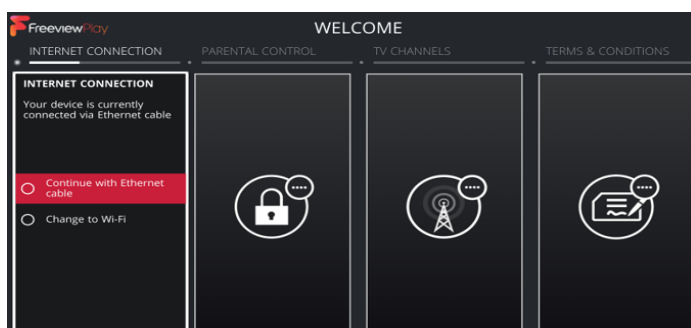 FreeviewPlay
WELCOME
INTERNET CONNECTION
PARENTAL CONTROL
TV CHANNELS
TERMS & CONDITIONS
INTERNET CONNECTION
Your device is currently
connected via Ethernet cable
Continue with Ethernet
cable
Change to Wi-Fi